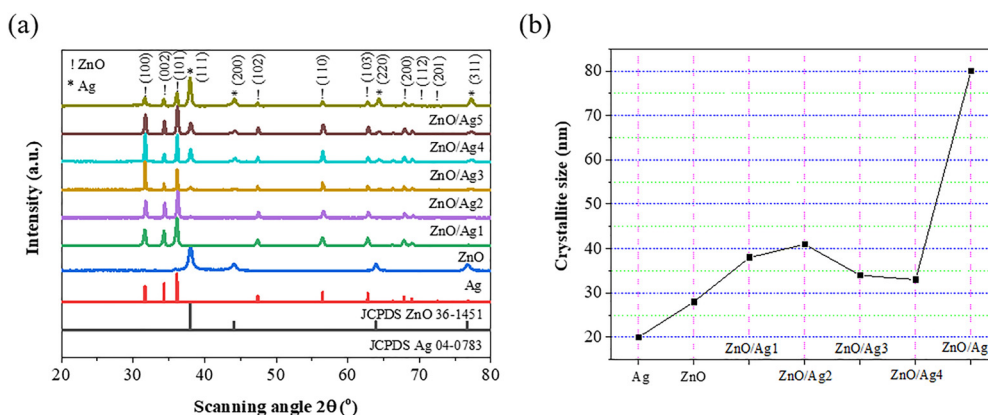 (a)
! ZnO
* Ag
! (100)
! (002)
! (101)
* (111)
* (200)
! (102)
! (110)
! (103)
* (220)
! (200)
! (112)
! (201)
* (311)
ZnO/Ag5
ZnO/Ag4
ZnO/Ag3
ZnO/Ag2
ZnO/Ag1
ZnO
Ag
JCPDS ZnO 36-1451
JCPDS Ag 04-0783
Intensity (a.u.)
20 30 40 50 60 70 80
Scanning angle 2θ (°)
(b)
Crystallite size (nm)
80
70
60
50
40
30
20
ZnO/Ag1 ZnO/Ag3 ZnO/Ag
Ag ZnO ZnO/Ag2 ZnO/Ag4